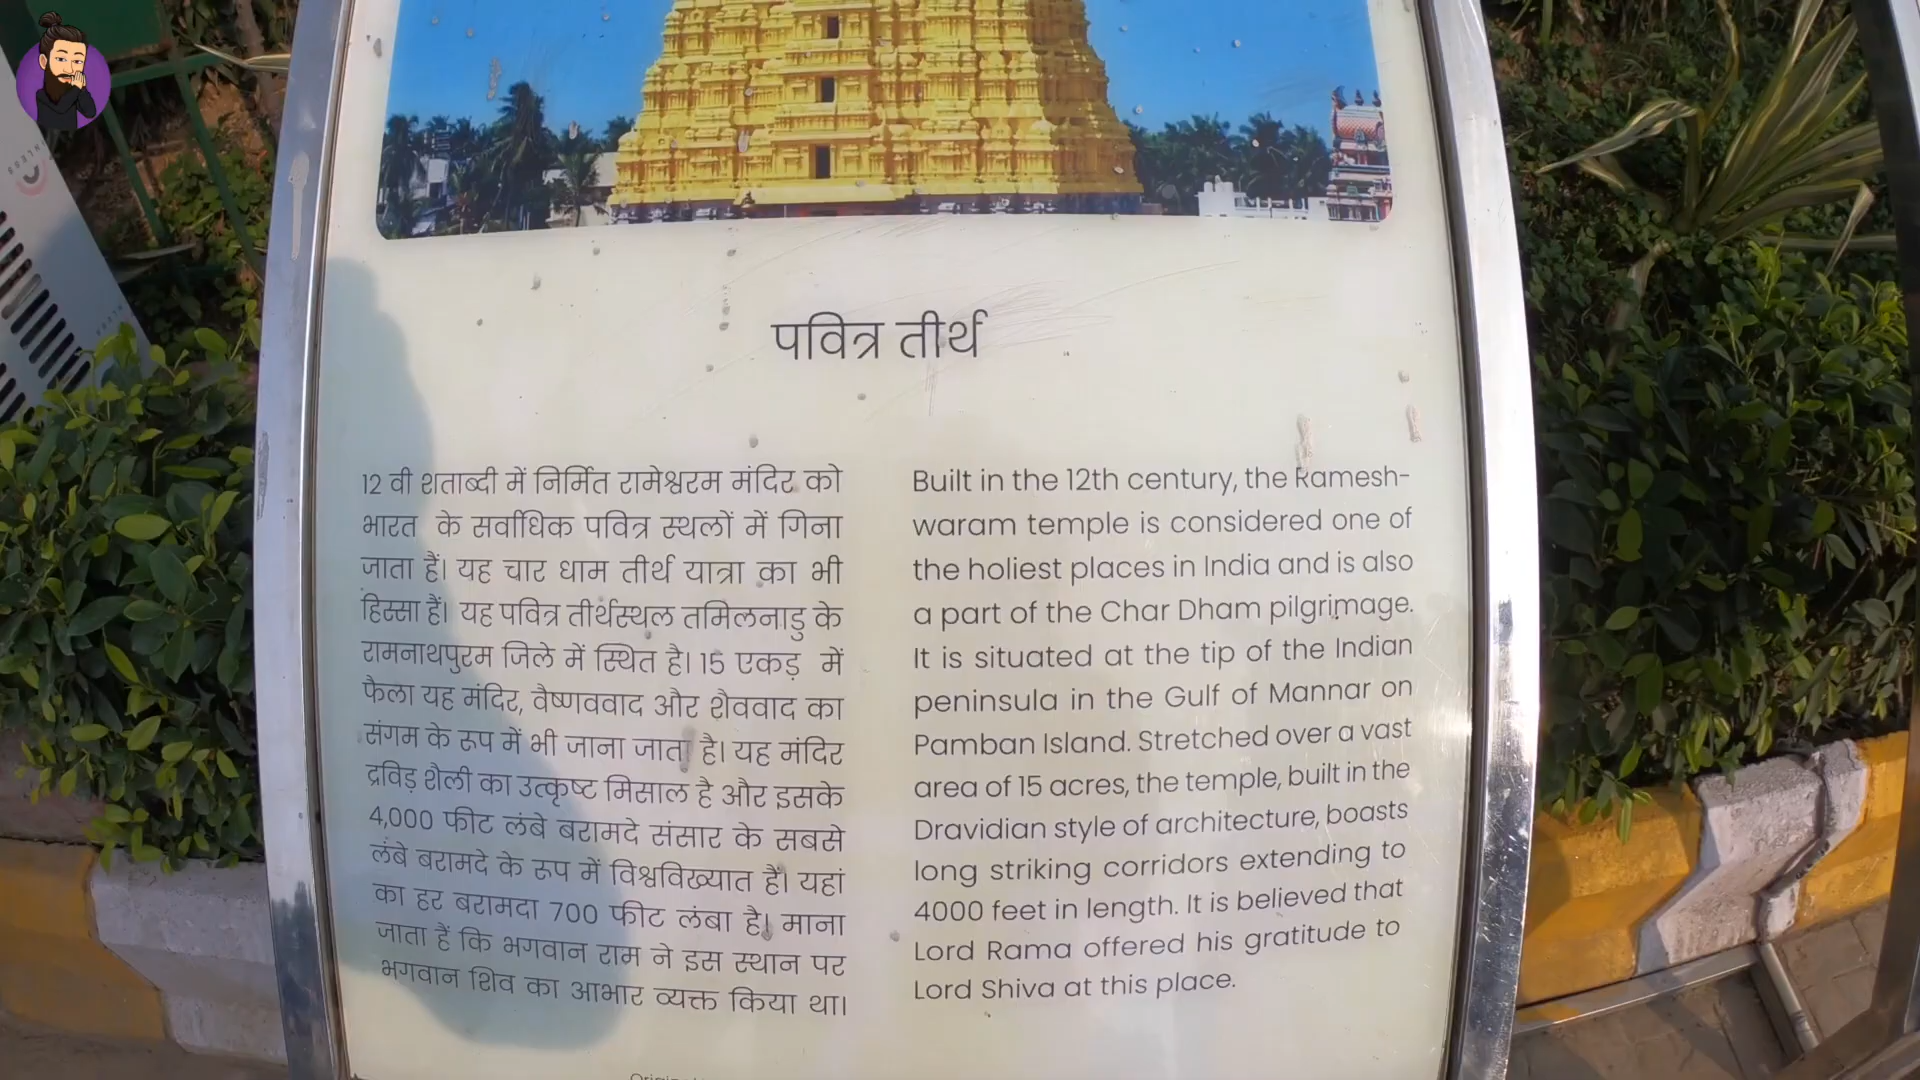 पवित्र तीर्थ
12 वी शताब्दी में निर्मित रामेश्वरम मंदिर को
भारत के सर्वाधिक पवित्र स्थलों में गिना
जाता हैं। यह चार धाम तीर्थ यात्रा का भी
हिस्सा हैं। यह पवित्र तीर्थस्थल तमिलनाडु के
रामनाथपुरम जिले में स्थित है। 15 एकड़ में
फैला यह मंदिर, वैष्णववाद और शैववाद का
संगम के रूप में भी जाना जाता है। यह मंदिर
द्रविड़ शैली का उत्कृष्ट मिसाल है और इसके
4,000 फीट लंबे बरामदे संसार के सबसे
लंबे बरामदे के रूप में विश्वविख्यात हैं। यहां
का हर बरामदा 700 फीट लंबा है। माना
जाता हैं कि भगवान राम ने इस स्थान पर
भगवान शिव का आभार व्यक्त किया था।
Built in the 12th century, the Ramesh-
waram temple is considered one of
the holiest places in India and is also
a part of the Char Dham pilgrimage.
It is situated at the tip of the Indian
peninsula in the Gulf of Mannar on
Pamban Island. Stretched over a vast
area of 15 acres, the temple, built in the
Dravidian style of architecture, boasts
long striking corridors extending to
4000 feet in length. It is believed that
Lord Rama offered his gratitude to
Lord Shiva at this place.